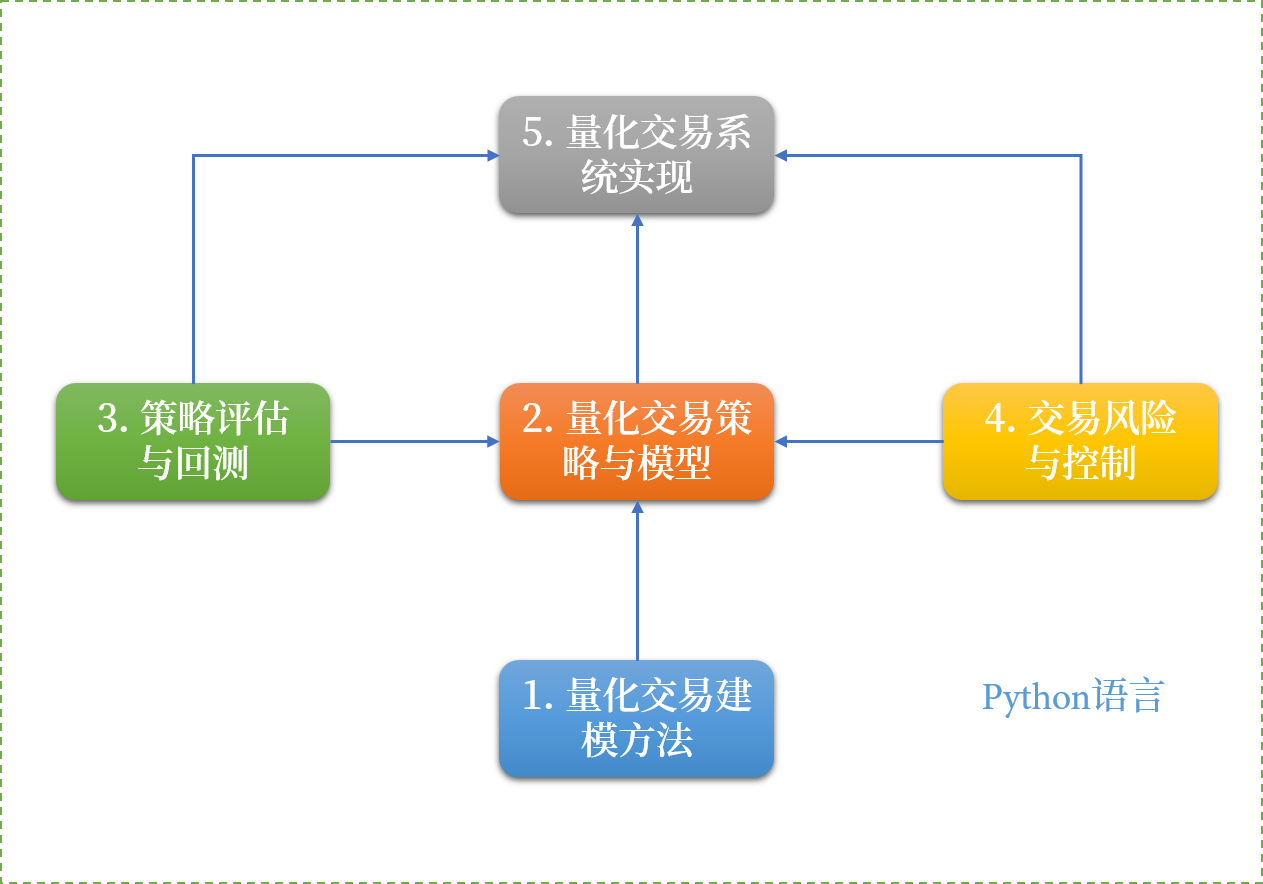 5. 量化交易系
统实现
3. 策略评估
与回测
2. 量化交易策
略与模型
4. 交易风险
与控制
1. 量化交易建
模方法
Python语言